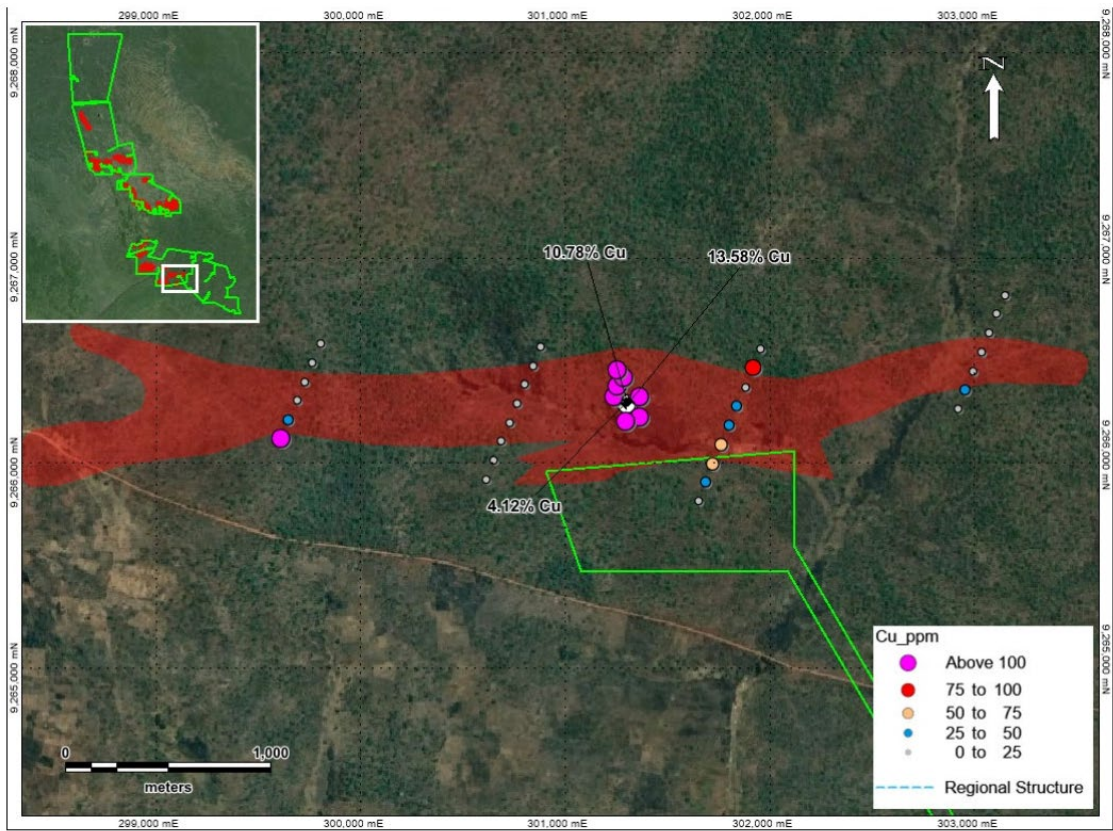 299,000 mE 300,000 mE 301,000 mE 302,000 mE 303,000 mE
9,268,000 mN
9,268,000 mN
N
10.78% Cu
13.58% Cu
9,267,000 mN
9,267,000 mN
9,266,000 mN
9,266,000 mN
4.12% Cu
9,265,000 mN
9,265,000 mN
Cu_ppm
Above 100
75 to 100
50 to 75
25 to 50
0 to 25
Regional Structure
0 1,000
meters
299,000 mE 300,000 mE 301,000 mE 302,000 mE 303,000 mE